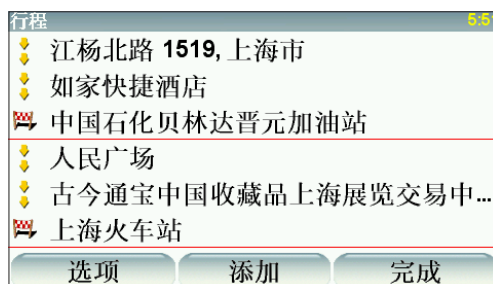 行程 5:5
江杨北路 1519, 上海市
如家快捷酒店
中国石化贝林达晋元加油站
人民广场
古今通宝中国收藏品上海展览交易中...
上海火车站
选项 添加 完成